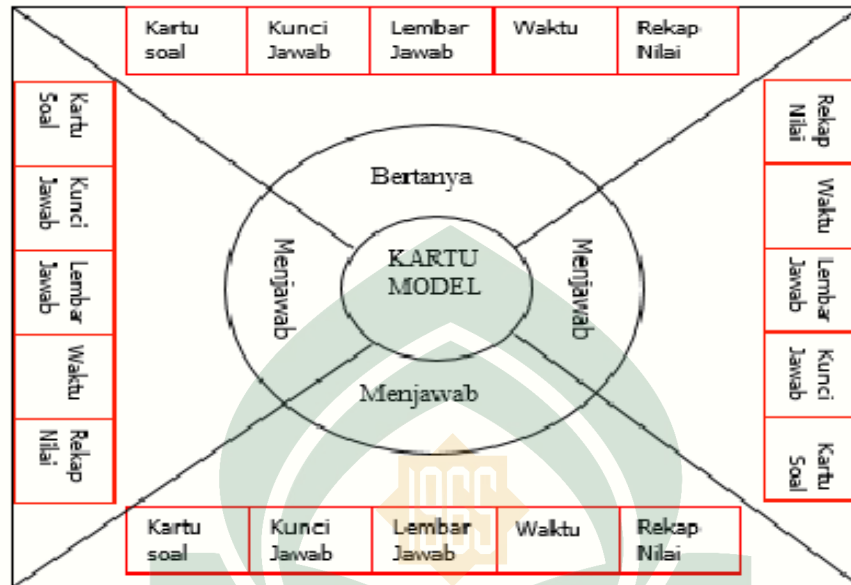 Kartu
soal
Kunci
Jawab
Lembar
Jawab
Waktu
Rekap
Nilai
Kartu
Soal
Kunci
Jawab
Lembar
Jawab
Waktu
Rekap
Nilai
Bertanya
Menjawab
KARTU
MODEL
Menjawab
Menjawab
Rekap
Nilai
Waktu
Lembar
Jawab
Kunci
Jawab
Kartu
Soal
Kartu
soal
Kunci
Jawab
Lembar
Jawab
Waktu
Rekap
Nilai
1969